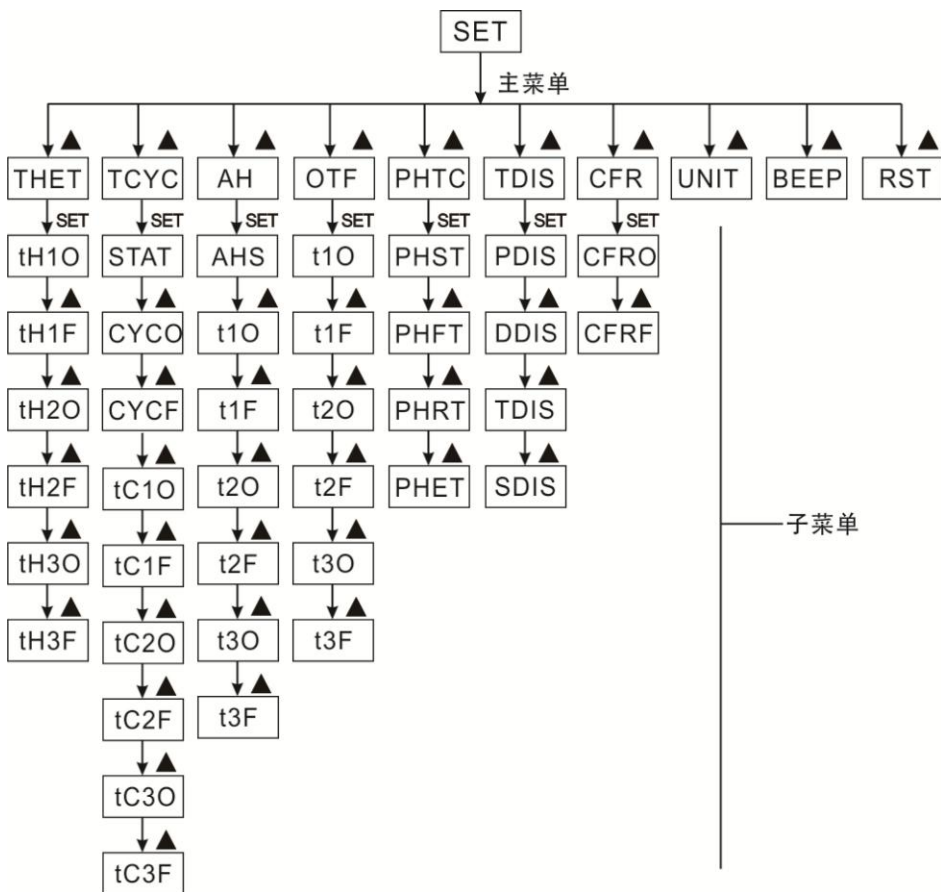 SET
主菜单
THET TCYC AH OTF PHTC TDIS CFR UNIT BEEP RST
SET SET SET SET SET SET SET
tH1O STAT AHS t1O PHST PDIS CFRO
tH1F CYCO t1O t1F PHFT DDIS CFRF
tH2O CYCF t1F t2O PHRT TDIS
tH2F tC1O t2O t2F PHET SDIS
子菜单
tH3O tC1F t2F t3O
tH3F tC2O t3O t3F
tC2F t3F
tC3O
tC3F